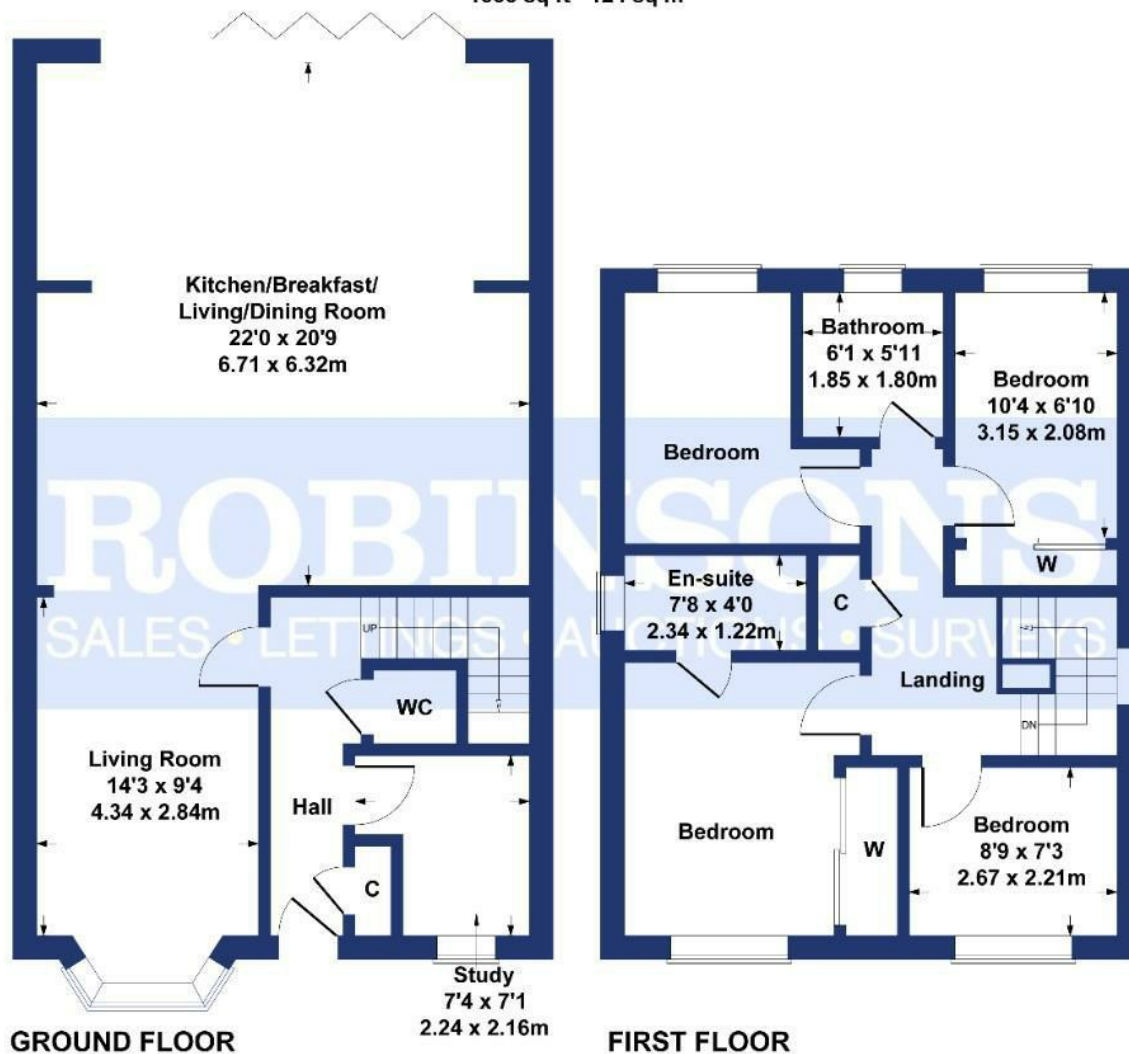 Kitchen/Breakfast/
Living/Dining Room
22'0 x 20'9
6.71 x 6.32m
Bathroom
6'1 x 5'11
1.85 x 1.80m
Bedroom
10'4 x 6'10
3.15 x 2.08m
Bedroom
ROBINSONS
SALES • LETTINGS • AUCTIONS • SURVEYS
W
En-suite
7'8 x 4'0
2.34 x 1.22m
C
UP
WC
Landing
DN
Living Room
14'3 x 9'4
4.34 x 2.84m
Hall
C
Bedroom
W
Bedroom
8'9 x 7'3
2.67 x 2.21m
Study
7'4 x 7'1
2.24 x 2.16m
GROUND FLOOR
FIRST FLOOR